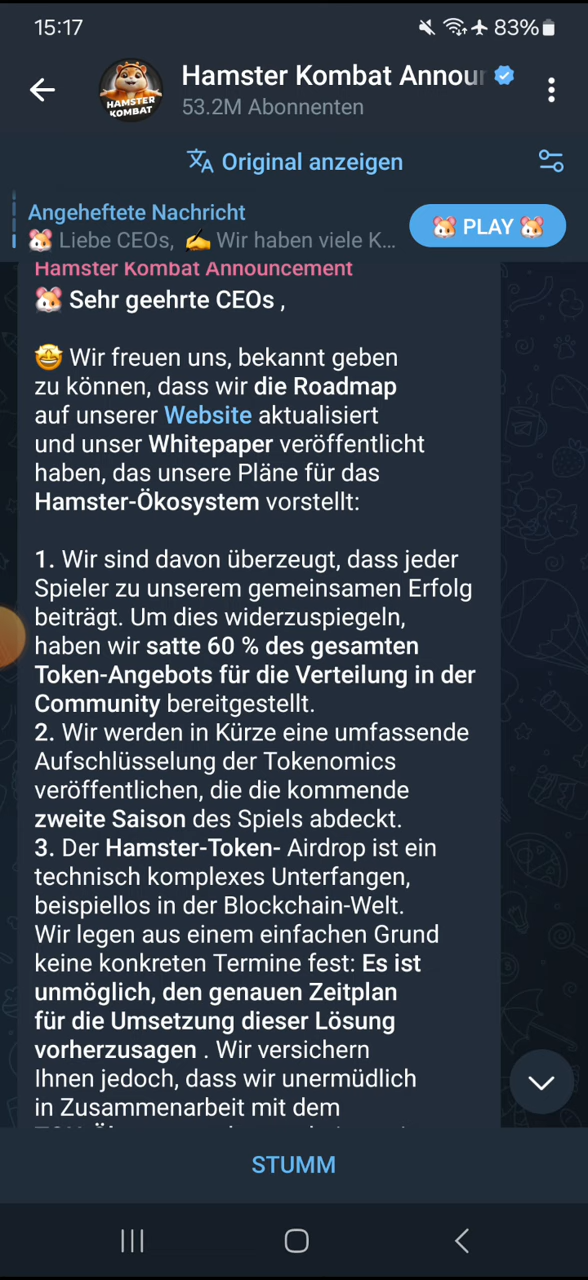 15:17
83%
Hamster Kombat Annour
53.2M Abonnenten
HAMSTER
KOMBAT
Original anzeigen
Angeheftete Nachricht
🐹 Liebe CEOs, ✍️ Wir haben viele K...
🐹 PLAY 🐹
Hamster Kombat Announcement
🐹 Sehr geehrte CEOs ,
🤩 Wir freuen uns, bekannt geben
zu können, dass wir die Roadmap
auf unserer Website aktualisiert
und unser Whitepaper veröffentlicht
haben, das unsere Pläne für das
Hamster-Ökosystem vorstellt:
1. Wir sind davon überzeugt, dass jeder
Spieler zu unserem gemeinsamen Erfolg
beiträgt. Um dies widerzuspiegeln,
haben wir satte 60 % des gesamten
Token-Angebots für die Verteilung in der
Community bereitgestellt.
2. Wir werden in Kürze eine umfassende
Aufschlüsselung der Tokenomics
veröffentlichen, die die kommende
zweite Saison des Spiels abdeckt.
3. Der Hamster-Token- Airdrop ist ein
technisch komplexes Unterfangen,
beispiellos in der Blockchain-Welt.
Wir legen aus einem einfachen Grund
keine konkreten Termine fest: Es ist
unmöglich, den genauen Zeitplan
für die Umsetzung dieser Lösung
vorherzusagen . Wir versichern
Ihnen jedoch, dass wir unermüdlich
in Zusammenarbeit mit dem
STUMM